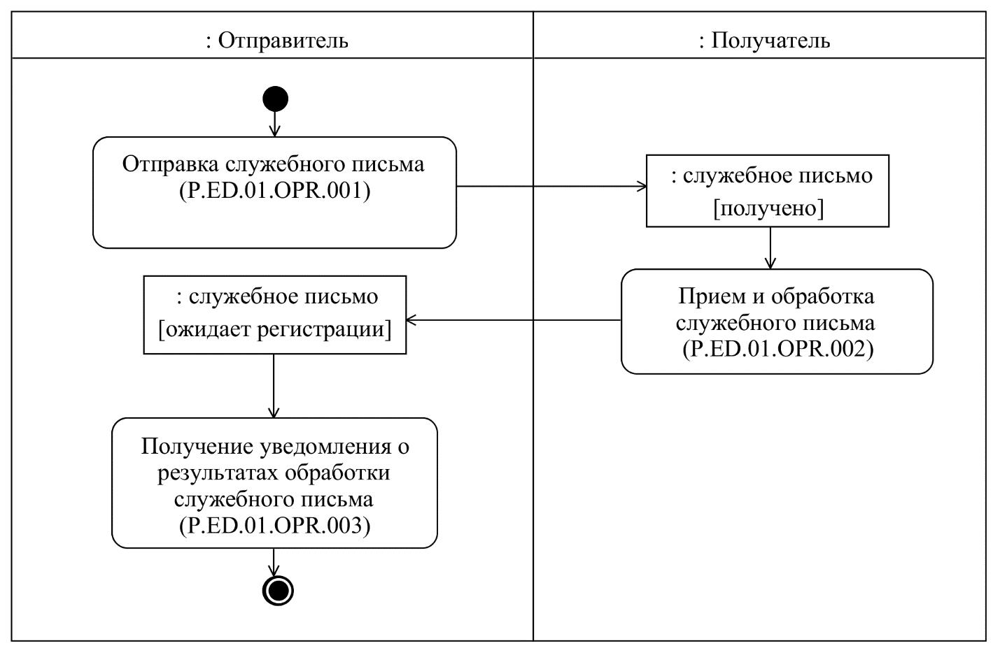 : Отправитель
: Получатель
Отправка служебного письма
(P.ED.01.OPR.001)
: служебное письмо
[получено]
Прием и обработка
служебного письма
(P.ED.01.OPR.002)
: служебное письмо
[ожидает регистрации]
Получение уведомления о
результатах обработки
служебного письма
(P.ED.01.OPR.003)